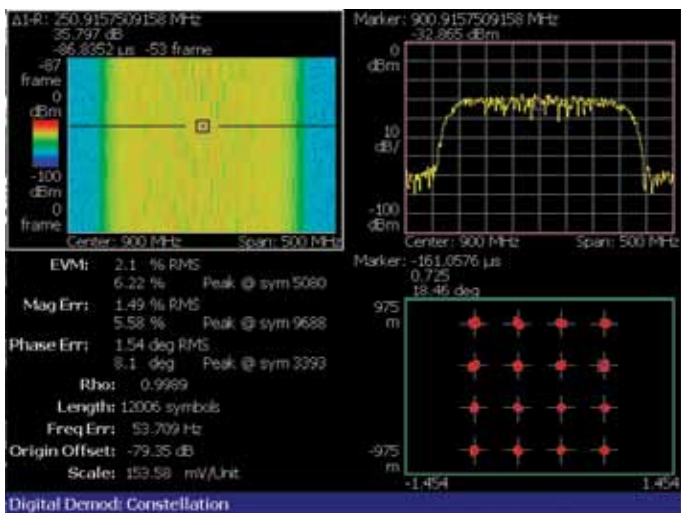 Δ1-R: 250.9157509158 MHz
35.797 dB
-86.8352 µs -53 frame
-87
frame
0
dBm
-100
dBm
0
frame
Center: 900 MHz Span: 500 MHz
Marker: 900.9157509158 MHz
-32.865 dBm
0
dBm
10
dB/
-100
dBm
Center: 900 MHz Span: 500 MHz
EVM: 2.1 % RMS
6.22 % Peak @ sym 5080
Mag Err: 1.49 % RMS
5.58 % Peak @ sym 9688
Phase Err: 1.54 deg RMS
8.1 deg Peak @ sym 3393
Rho: 0.9989
Length: 12006 symbols
Freq Err: 53.709 Hz
Origin Offset: -79.35 dB
Scale: 153.58 mV/Unit
Marker: -161.0576 µs
0.725
18.46 deg
975
m
-975
m
-1.454 1.454
Digital Demod: Constellation